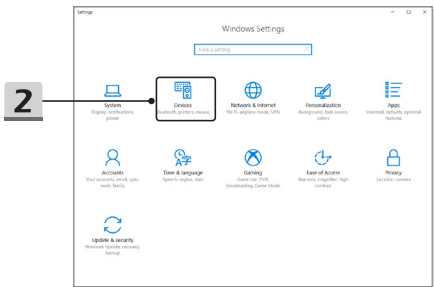 Settings
Windows Settings
Find a setting
2
System
Display, notifications,
power
Devices
Bluetooth, printers, mouse
Network & Internet
Wi-Fi, airplane mode, VPN
Personalization
Background, lock screen,
colors
Apps
Uninstall, defaults, optional
features
Accounts
Your accounts, email, sync,
work, family
Time & language
Speech, region, date
Gaming
Game bar, DVR,
broadcasting, Game Mode
Ease of Access
Narrator, magnifier, high
contrast
Privacy
Location, camera
Update & security
Windows Update, recovery,
backup